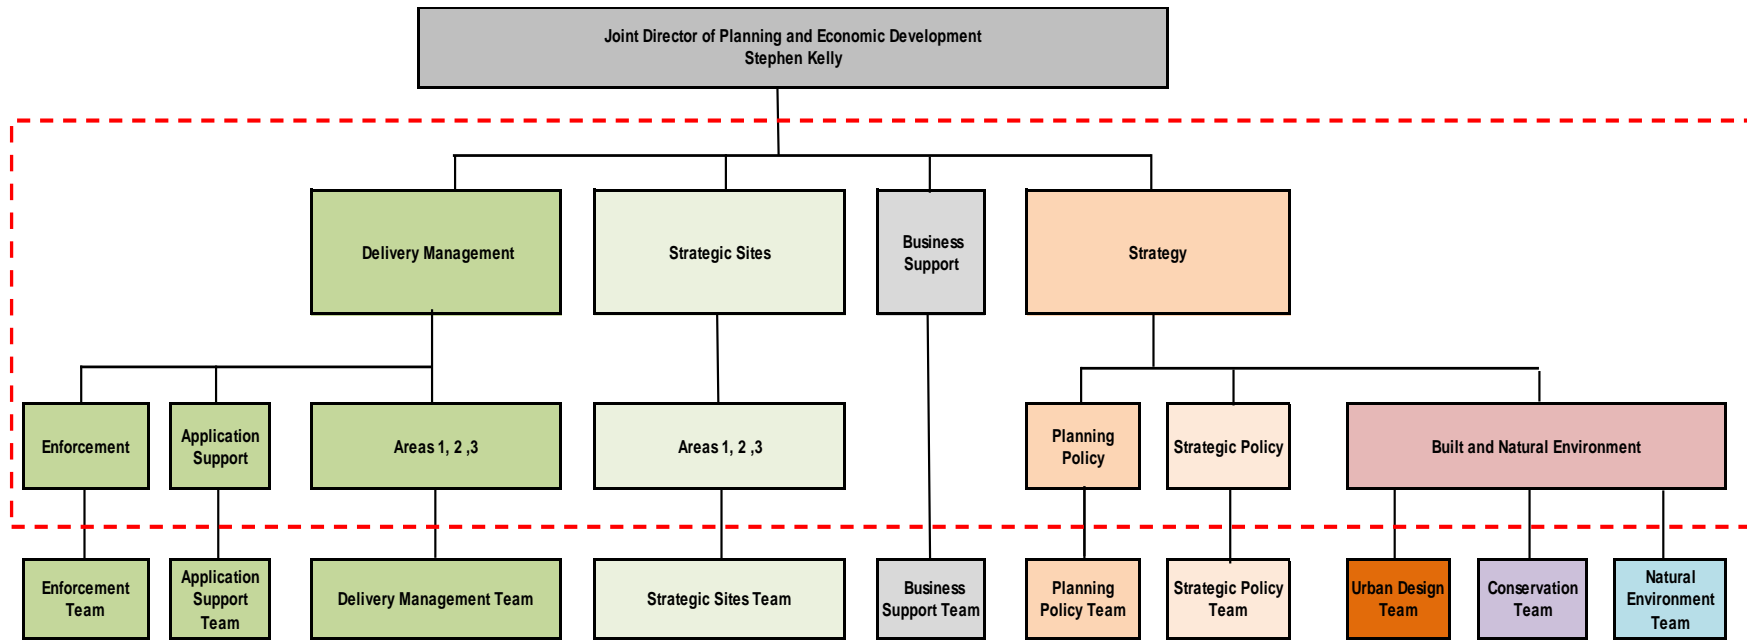 Joint Director of Planning and Economic Development
Stephen Kelly
Delivery Management
Strategic Sites
Business
Support
Strategy
Enforcement
Application
Support
Areas 1, 2 ,3
Areas 1, 2 ,3
Planning
Policy
Strategic Policy
Built and Natural Environment
Enforcement
Team
Application
Support
Team
Delivery Management Team
Strategic Sites Team
Business
Support Team
Planning
Policy Team
Strategic Policy
Team
Urban Design
Team
Conservation
Team
Natural
Environment
Team